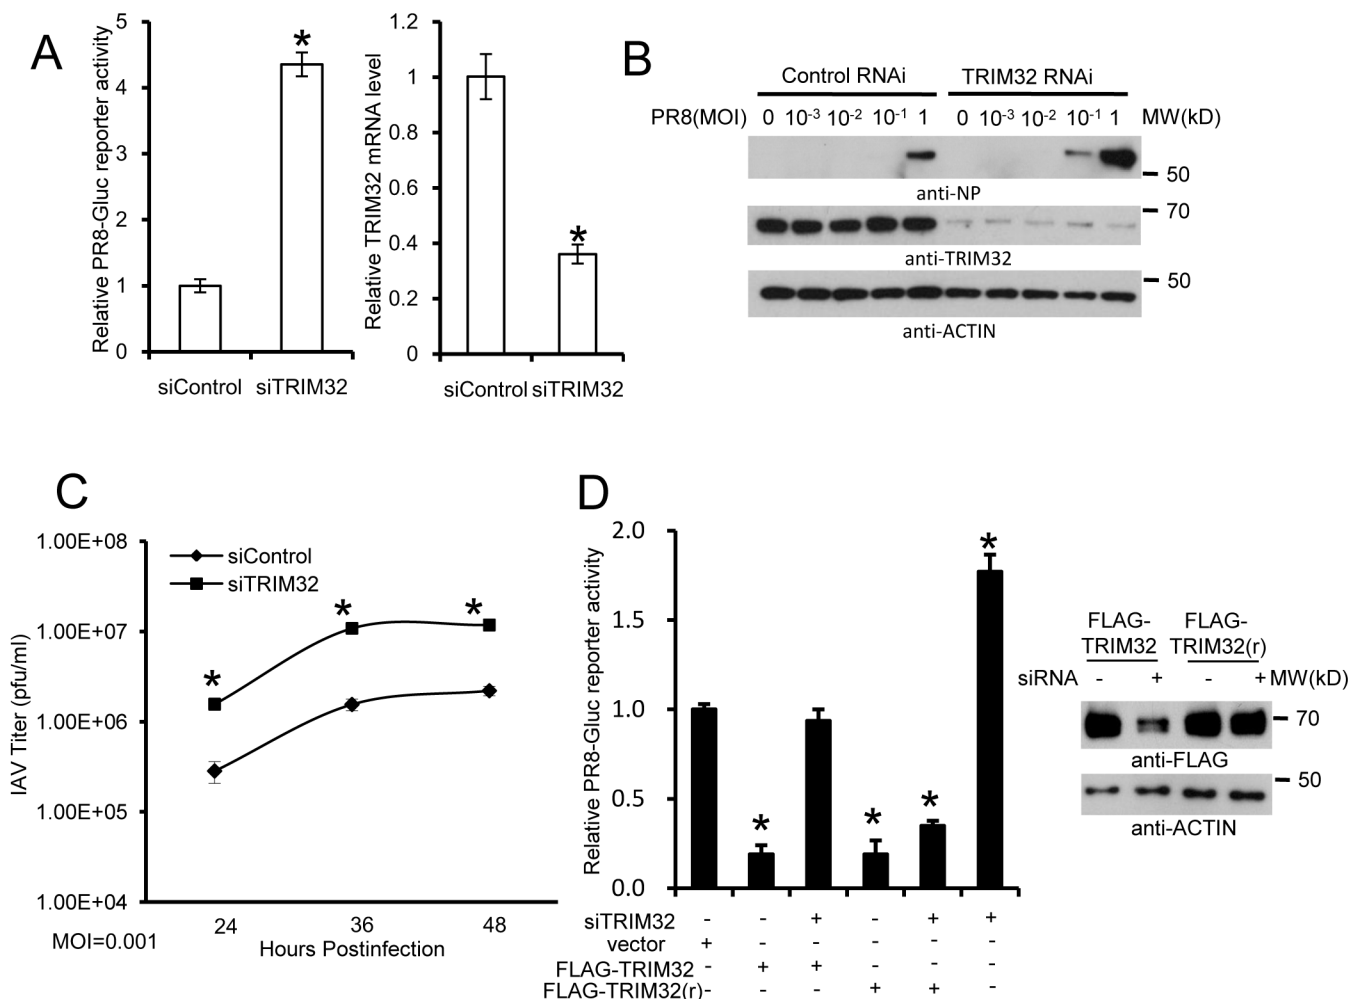 A
Relative PR8-Gluc reporter activity
5
4
3
2
1
0
*
siControl siTRIM32
Relative TRIM32 mRNA level
1.2
1
0.8
0.6
0.4
0.2
0
*
siControl siTRIM32
B
Control RNAi TRIM32 RNAi
PR8(MOI) 0 10-3 10-2 10-1 1 0 10-3 10-2 10-1 1 MW(kD)
50
anti-NP
70
anti-TRIM32
50
anti-ACTIN
C
IAV Titer (pfu/ml)
1.00E+08
1.00E+07
1.00E+06
1.00E+05
1.00E+04
siControl
siTRIM32
* * *
24 36 48
MOI=0.001
Hours Postinfection
D
Relative PR8-Gluc reporter activity
2.0
1.5
1.0
0.5
0.0
* * * *
siTRIM32 - - + - + +
vector + - - - - -
FLAG-TRIM32 - + + - - -
FLAG-TRIM32(r) - - - + + -
FLAG- FLAG-
TRIM32 TRIM32(r)
siRNA - + - + MW(kD)
70
anti-FLAG
50
anti-ACTIN